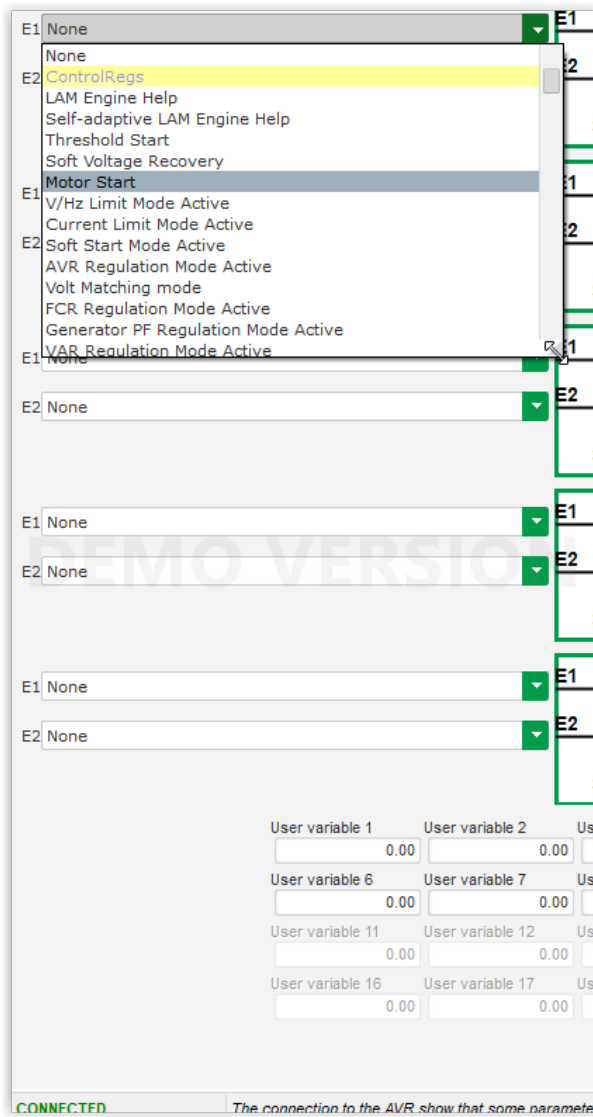 E1 None E1
None
E2 ControlRegs E2
LAM Engine Help
Self-adaptive LAM Engine Help
Threshold Start
Soft Voltage Recovery
E1 Motor Start E1
V/Hz Limit Mode Active
Current Limit Mode Active
E2 Soft Start Mode Active E2
AVR Regulation Mode Active
Volt Matching mode
FCR Regulation Mode Active
Generator PF Regulation Mode Active
VAR Regulation Mode Active
E1 None E1
E2 None E2
E1 None E1
DEMO VERSION
E2 None E2
E1 None E1
E2 None E2
User variable 1 User variable 2
0.00 0.00
User variable 6 User variable 7
0.00 0.00
User variable 11 User variable 12
0.00 0.00
User variable 16 User variable 17
0.00 0.00
CONNECTED The connection to the AVR show that some